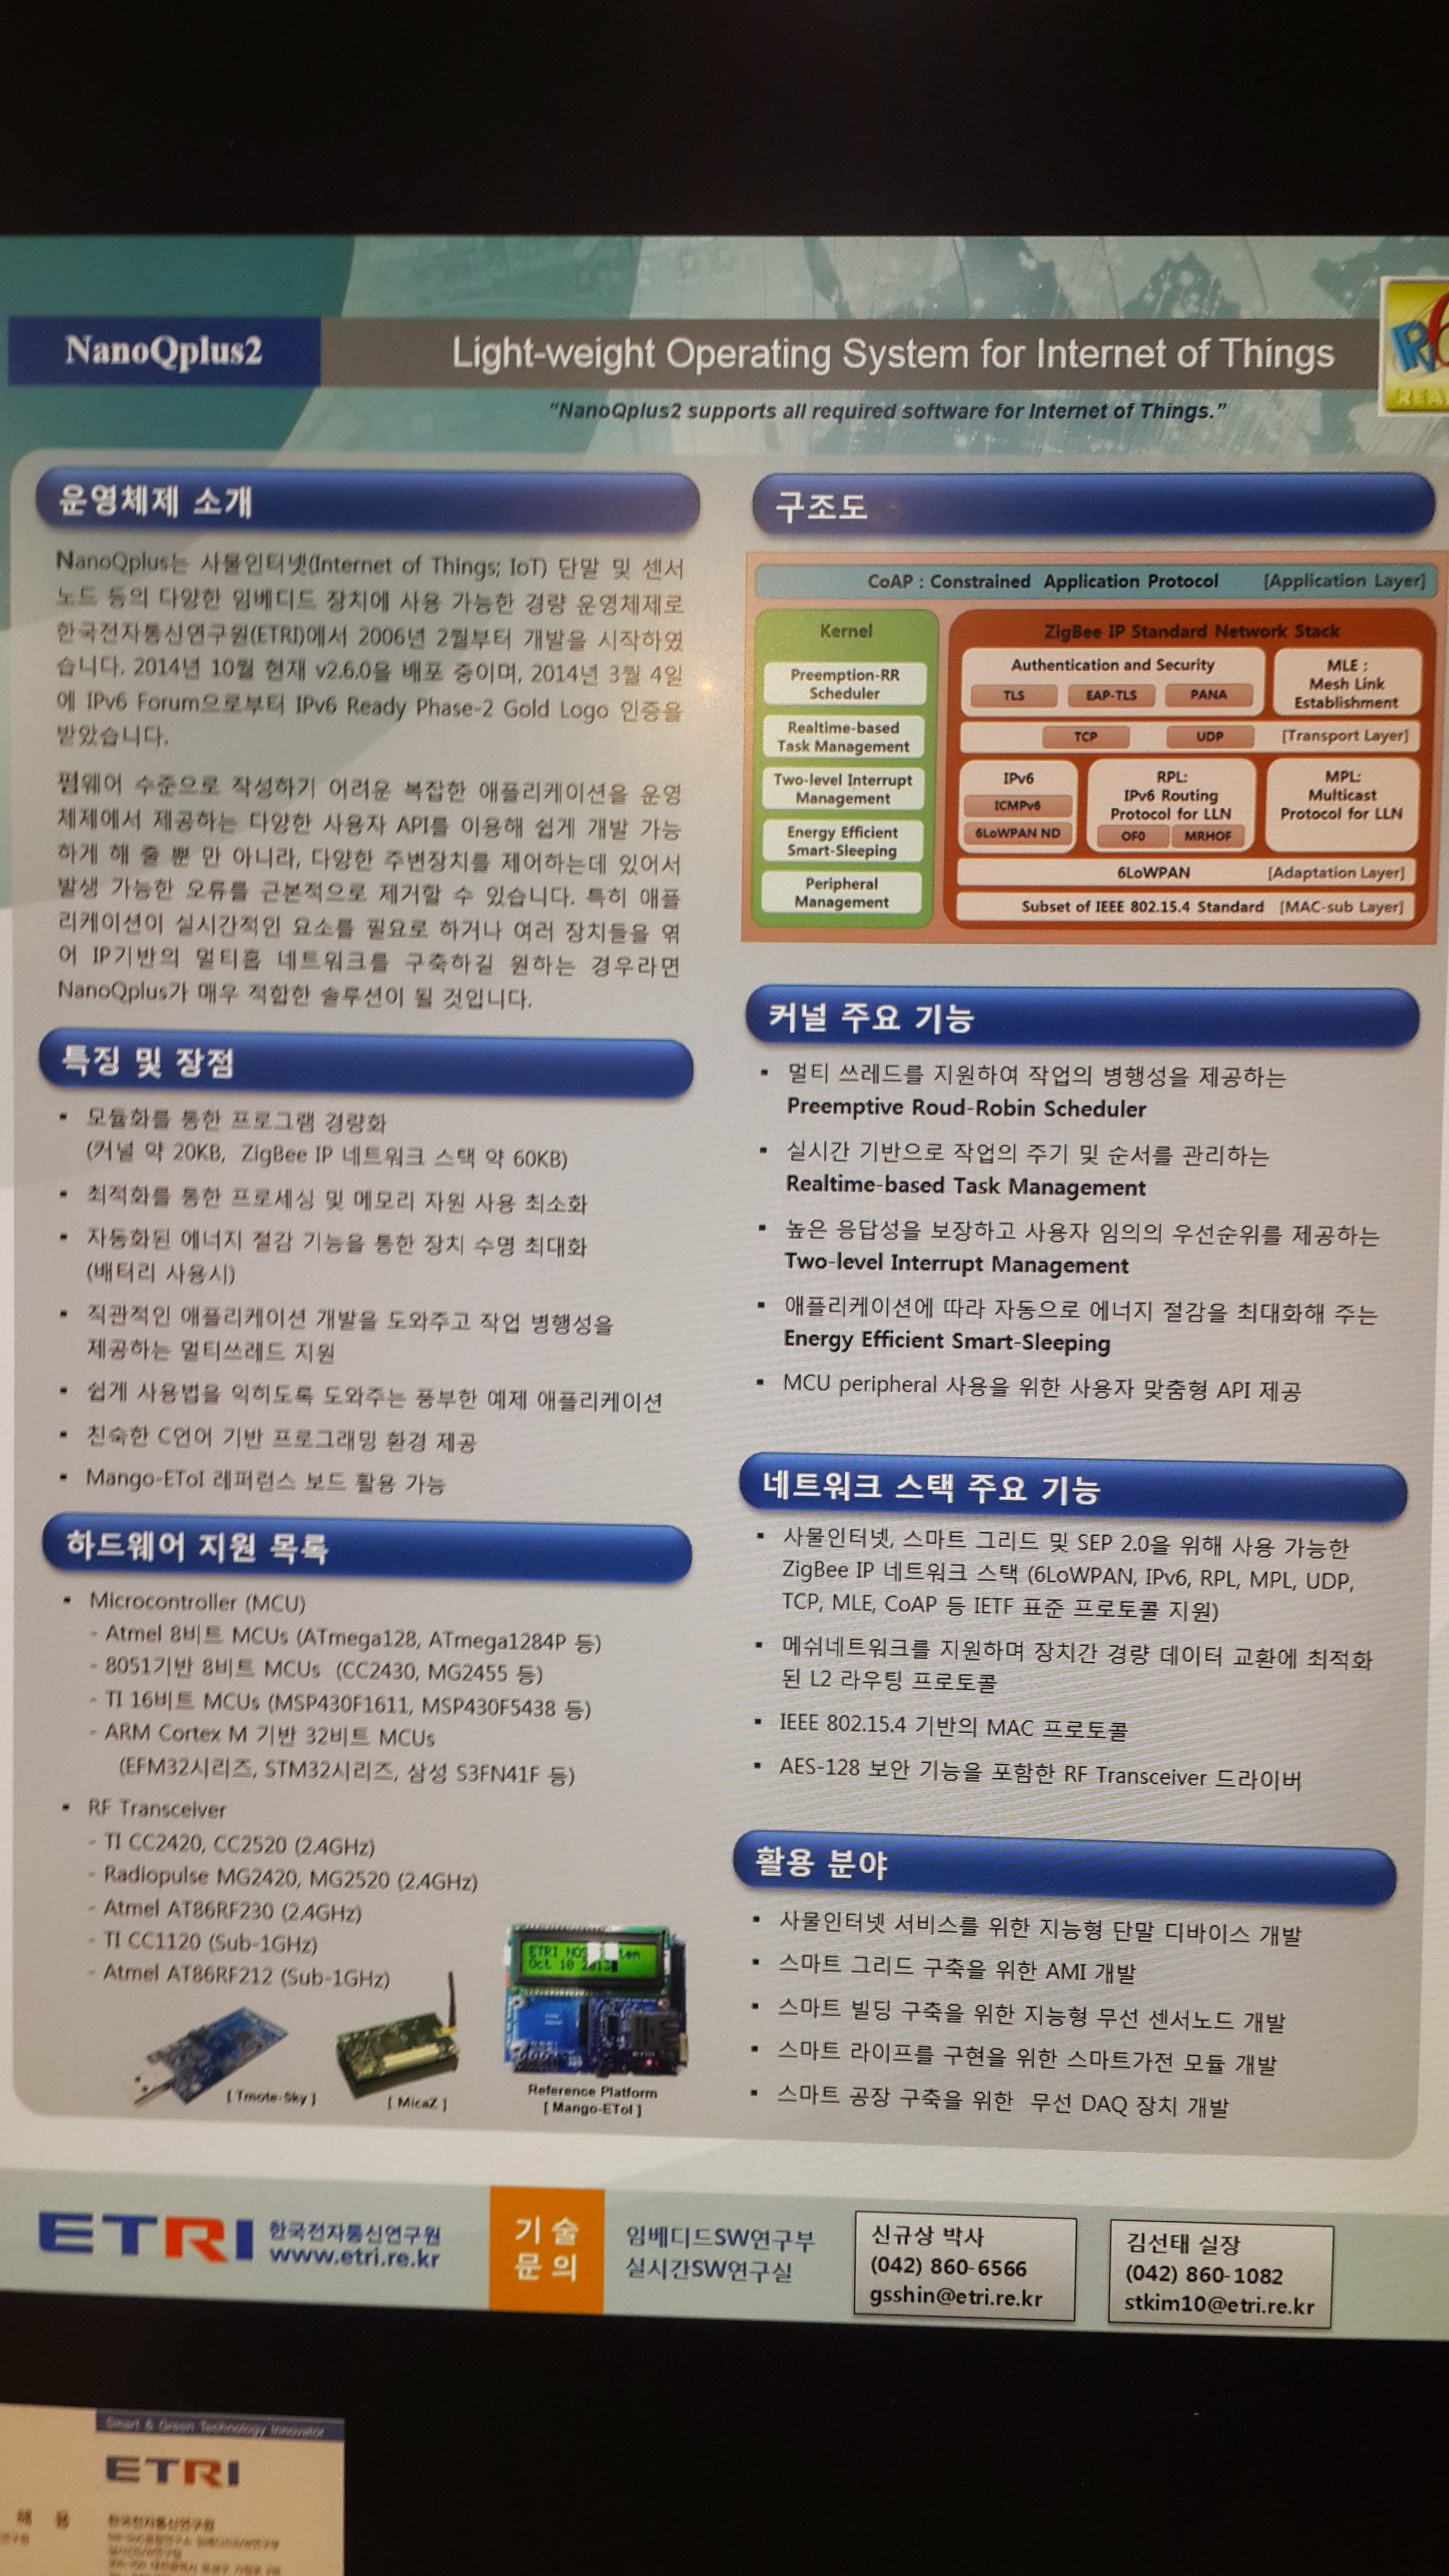 NanoQplus2
Light-weight Operating System for Internet of Things
“NanoQplus2 supports all required software for Internet of Things.”
운영체제 소개
NanoQplus는 사물인터넷(Internet of Things; IoT) 단말 및 센서
노드 등의 다양한 임베디드 장치에 사용 가능한 경량 운영체제로
한국전자통신연구원(ETRI)에서 2006년 2월부터 개발을 시작하였
습니다. 2014년 10월 현재 v2.6.0을 배포 중이며, 2014년 3월 4일
에 IPv6 Forum으로부터 IPv6 Ready Phase-2 Gold Logo 인증을
받았습니다.
펌웨어 수준으로 작성하기 어려운 복잡한 애플리케이션을 운영
체제에서 제공하는 다양한 사용자 API를 이용해 쉽게 개발 가능
하게 해 줄 뿐 만 아니라, 다양한 주변장치를 제어하는데 있어서
발생 가능한 오류를 근본적으로 제거할 수 있습니다. 특히 애플
리케이션이 실시간적인 요소를 필요로 하거나 여러 장치들을 엮
어 IP기반의 멀티홉 네트워크를 구축하길 원하는 경우라면
NanoQplus가 매우 적합한 솔루션이 될 것입니다.
특징 및 장점
▪ 모듈화를 통한 프로그램 경량화
(커널 약 20KB, ZigBee IP 네트워크 스택 약 60KB)
▪ 최적화를 통한 프로세싱 및 메모리 자원 사용 최소화
▪ 자동화된 에너지 절감 기능을 통한 장치 수명 최대화
(배터리 사용시)
▪ 직관적인 애플리케이션 개발을 도와주고 작업 병행성을
제공하는 멀티쓰레드 지원
▪ 쉽게 사용법을 익히도록 도와주는 풍부한 예제 애플리케이션
▪ 친숙한 C언어 기반 프로그래밍 환경 제공
▪ Mango-EToI 레퍼런스 보드 활용 가능
하드웨어 지원 목록
▪ Microcontroller (MCU)
- Atmel 8비트 MCUs (ATmega128, ATmega1284P 등)
- 8051기반 8비트 MCUs (CC2430, MG2455 등)
- TI 16비트 MCUs (MSP430F1611, MSP430F5438 등)
- ARM Cortex M 기반 32비트 MCUs
(EFM32시리즈, STM32시리즈, 삼성 S3FN41F 등)
▪ RF Transceiver
- TI CC2420, CC2520 (2.4GHz)
- Radiopulse MG2420, MG2520 (2.4GHz)
- Atmel AT86RF230 (2.4GHz)
- TI CC1120 (Sub-1GHz)
- Atmel AT86RF212 (Sub-1GHz)
ETRI NOS
Oct 10 2013
[ Tmote-Sky ]
[ MicaZ ]
Reference Platform
[ Mango-EToI ]
구조도
CoAP : Constrained Application Protocol [Application Layer]
Kernel
Preemption-RR
Scheduler
Realtime-based
Task Management
Two-level Interrupt
Management
Energy Efficient
Smart-Sleeping
Peripheral
Management
ZigBee IP Standard Network Stack
Authentication and Security
TLS EAP-TLS PANA
MLE :
Mesh Link
Establishment
TCP UDP [Transport Layer]
IPv6
ICMPv6
6LoWPAN ND
RPL:
IPv6 Routing
Protocol for LLN
OF0 MRHOF
MPL:
Multicast
Protocol for LLN
6LoWPAN [Adaptation Layer]
Subset of IEEE 802.15.4 Standard [MAC-sub Layer]
커널 주요 기능
▪ 멀티 쓰레드를 지원하여 작업의 병행성을 제공하는
Preemptive Roud-Robin Scheduler
▪ 실시간 기반으로 작업의 주기 및 순서를 관리하는
Realtime-based Task Management
▪ 높은 응답성을 보장하고 사용자 임의의 우선순위를 제공하는
Two-level Interrupt Management
▪ 애플리케이션에 따라 자동으로 에너지 절감을 최대화해 주는
Energy Efficient Smart-Sleeping
▪ MCU peripheral 사용을 위한 사용자 맞춤형 API 제공
네트워크 스택 주요 기능
▪ 사물인터넷, 스마트 그리드 및 SEP 2.0을 위해 사용 가능한
ZigBee IP 네트워크 스택 (6LoWPAN, IPv6, RPL, MPL, UDP,
TCP, MLE, CoAP 등 IETF 표준 프로토콜 지원)
▪ 메쉬네트워크를 지원하며 장치간 경량 데이터 교환에 최적화
된 L2 라우팅 프로토콜
▪ IEEE 802.15.4 기반의 MAC 프로토콜
▪ AES-128 보안 기능을 포함한 RF Transceiver 드라이버
활용 분야
▪ 사물인터넷 서비스를 위한 지능형 단말 디바이스 개발
▪ 스마트 그리드 구축을 위한 AMI 개발
▪ 스마트 빌딩 구축을 위한 지능형 무선 센서노드 개발
▪ 스마트 라이프를 구현을 위한 스마트가전 모듈 개발
▪ 스마트 공장 구축을 위한 무선 DAQ 장치 개발
ETRI 한국전자통신연구원
www.etri.re.kr
기술
문의
임베디드SW연구부
실시간SW연구실
신규상 박사
(042) 860-6566
gsshin@etri.re.kr
김선태 실장
(042) 860-1082
stkim10@etri.re.kr
Smart & Green Technology Innovator
ETRI
한국전자통신연구원